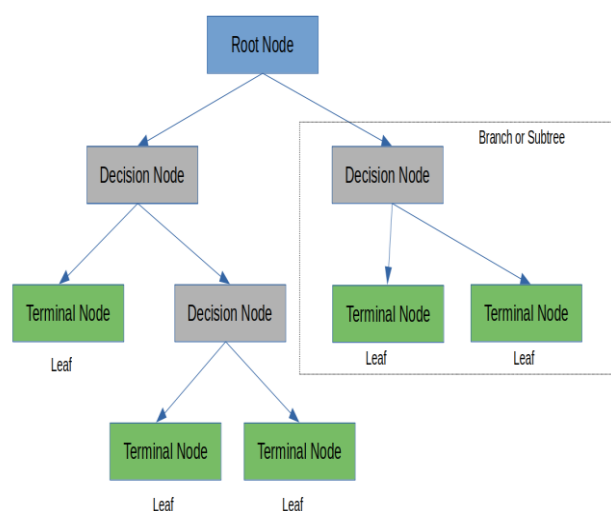 Root Node
Branch or Subtree
Decision Node
Decision Node
Terminal Node
Decision Node
Terminal Node
Terminal Node
Leaf
Leaf
Leaf
Terminal Node
Terminal Node
Leaf
Leaf